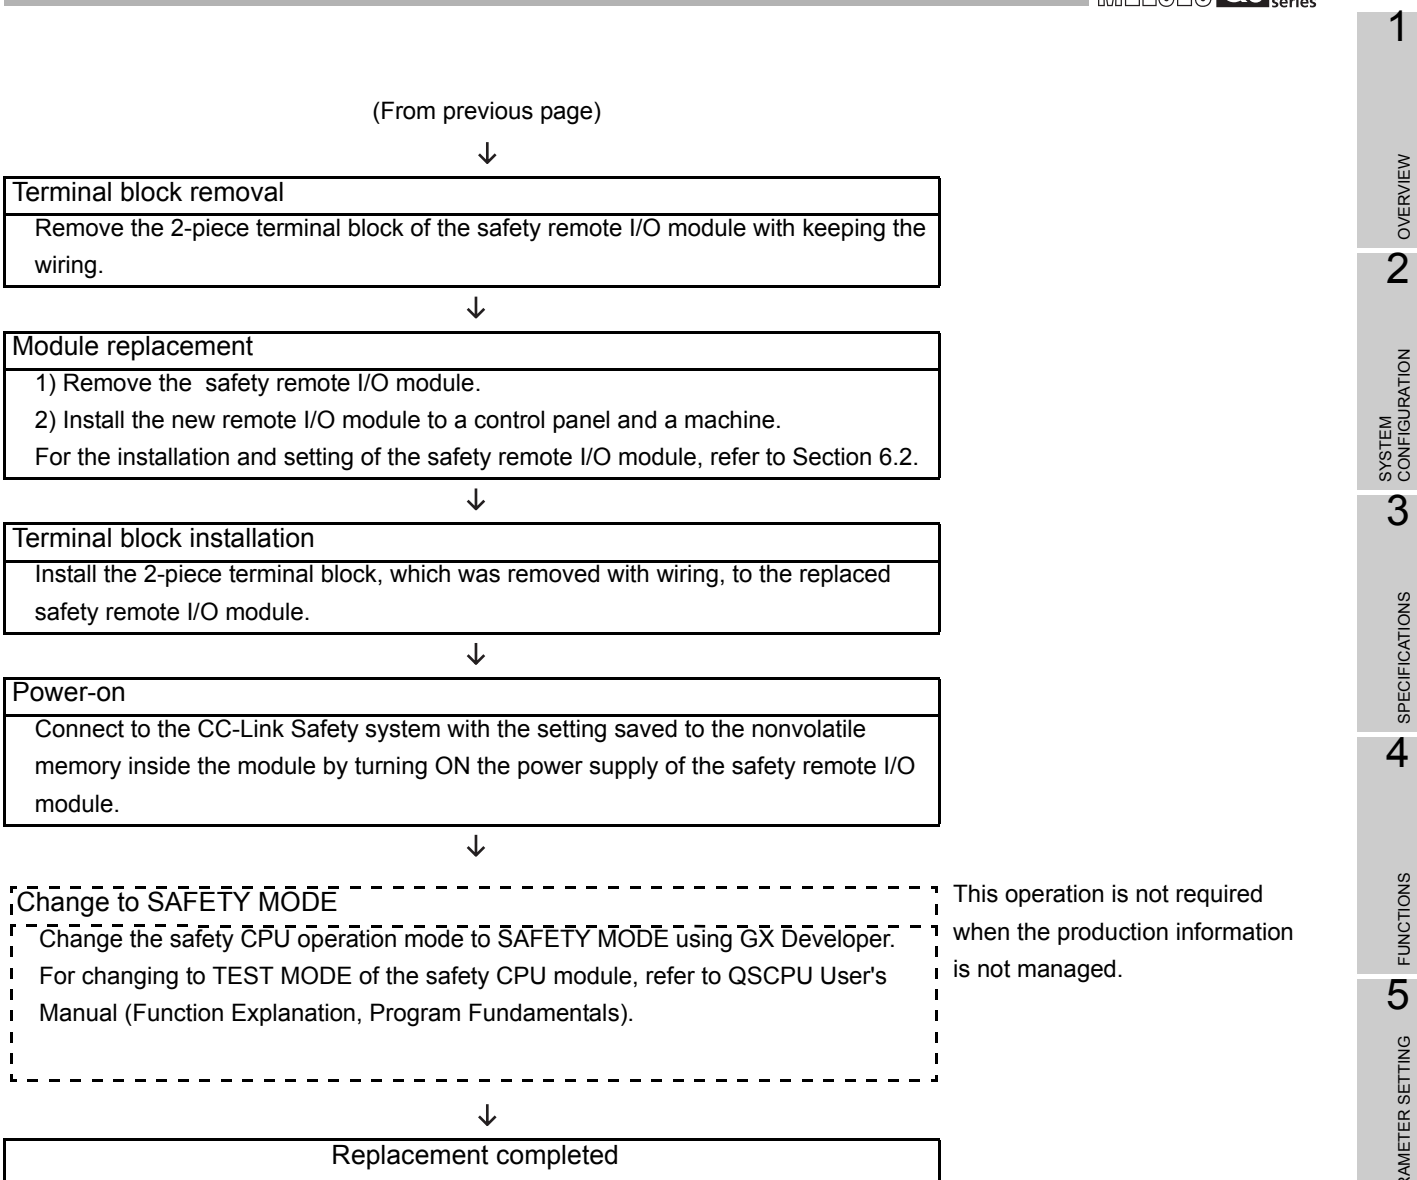 series
(From previous page)
↓
Terminal block removal
Remove the 2-piece terminal block of the safety remote I/O module with keeping the
wiring.
↓
Module replacement
1) Remove the safety remote I/O module.
2) Install the new remote I/O module to a control panel and a machine.
For the installation and setting of the safety remote I/O module, refer to Section 6.2.
↓
Terminal block installation
Install the 2-piece terminal block, which was removed with wiring, to the replaced
safety remote I/O module.
↓
Power-on
Connect to the CC-Link Safety system with the setting saved to the nonvolatile
memory inside the module by turning ON the power supply of the safety remote I/O
module.
↓
Change to SAFETY MODE
Change the safety CPU operation mode to SAFETY MODE using GX Developer.
For changing to TEST MODE of the safety CPU module, refer to QSCPU User's
Manual (Function Explanation, Program Fundamentals).
This operation is not required
when the production information
is not managed.
↓
Replacement completed
1
OVERVIEW
2
SYSTEM
CONFIGURATION
3
SPECIFICATIONS
4
FUNCTIONS
5
RAMETER SETTING